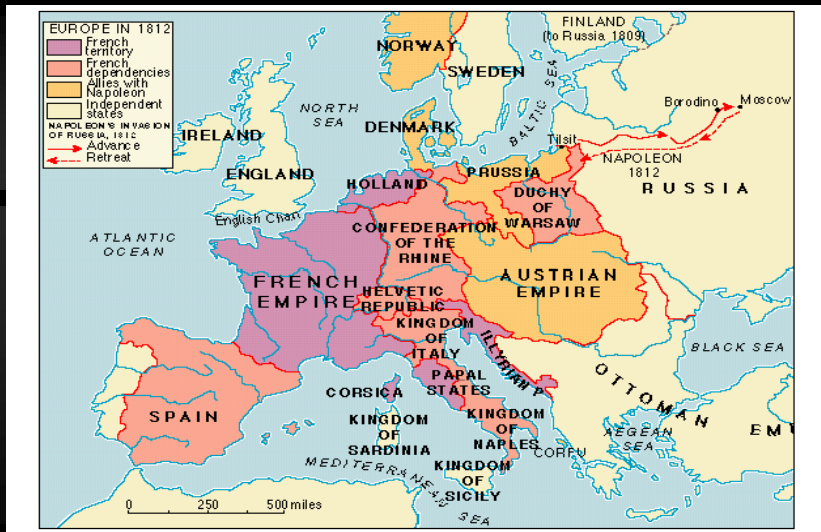 EUROPE IN 1812
French
territory
French
dependencies
Allies with
Napoleon
Independent
states
NAPOLEON'S INVASION
OF RUSSIA, 1812
Advance
Retreat
NORWAY
SWEDEN
FINLAND
(to Russia 1809)
NORTH
SEA
BALTIC SEA
DENMARK
IRELAND
ENGLAND
HOLLAND
English Chan
ATLANTIC
OCEAN
Borodino
Moscow
Tilsit
NAPOLEON
1812
RUSSIA
PRUSSIA
DUCHY
OF
WARSAW
CONFEDERATION
OF THE
RHINE
FRENCH
EMPIRE
AUSTRIAN
EMPIRE
HELVETIC
REPUBLIC
KINGDOM
OF
ITALY
ILLYRIAN P
PAPAL
STATES
CORSICA
SPAIN
KINGDOM
OF
SARDINIA
KINGDOM
OF
NAPLES
KINGDOM
OF
SICILY
CORFU
BLACK SEA
OTTOMAN
EM
AEGEAN
SEA
MEDITERRANEAN SEA
0 250 500 miles